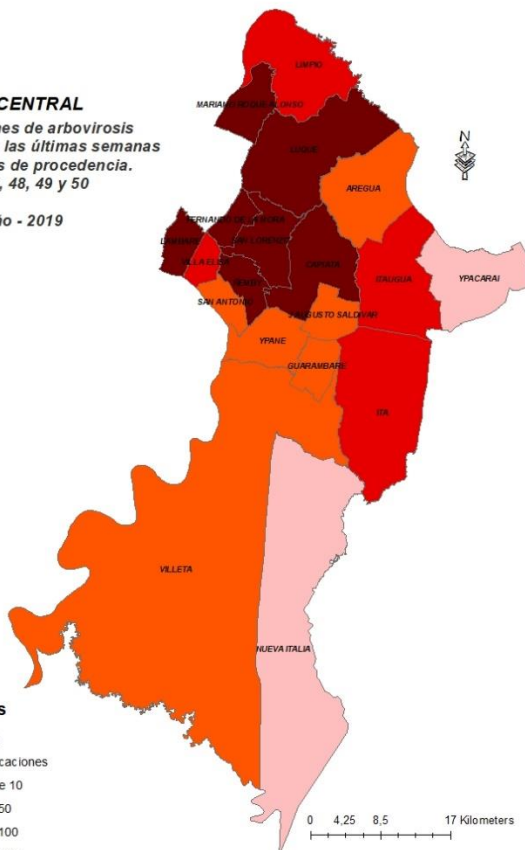 CENTRAL
nes de arbovirosis
las últimas semanas
s de procedencia.
, 48, 49 y 50
ño - 2019
N
LIMPIO
MARIANO ROQUE ALONSO
LUQUE
AREGUA
FERNANDO DE LA MORA
LAMBARE
SAN LORENZO
VILLA ELISA
CAPIATA
ITAUGUA
YPACARAI
ÑEMBY
SAN ANTONIO
J AUGUSTO SALDIVAR
YPANE
GUARAMBARE
ITA
VILLETA
NUEVA ITALIA
s
caciones
e 10
50
100
0 4,25 8,5 17 Kilometers